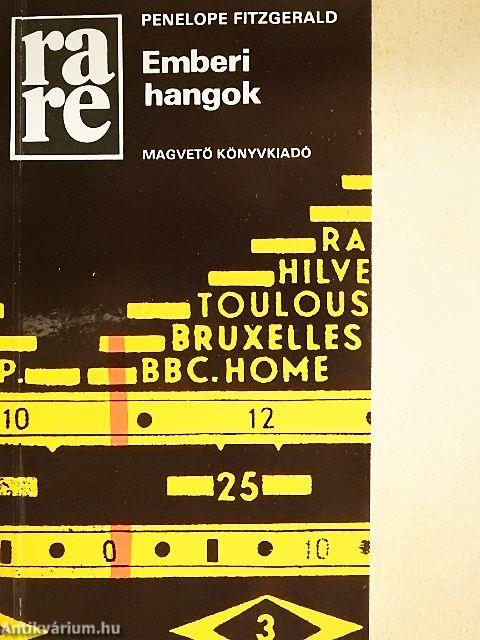 ra
re
PENELOPE FITZGERALD
Emberi
hangok
MAGVETŐ KÖNYVKIADÓ
RA
HILVE
TOULOUS
BRUXELLES
P. BBC.HOME
10 12
25
0 10
3
Antikvárium.hu